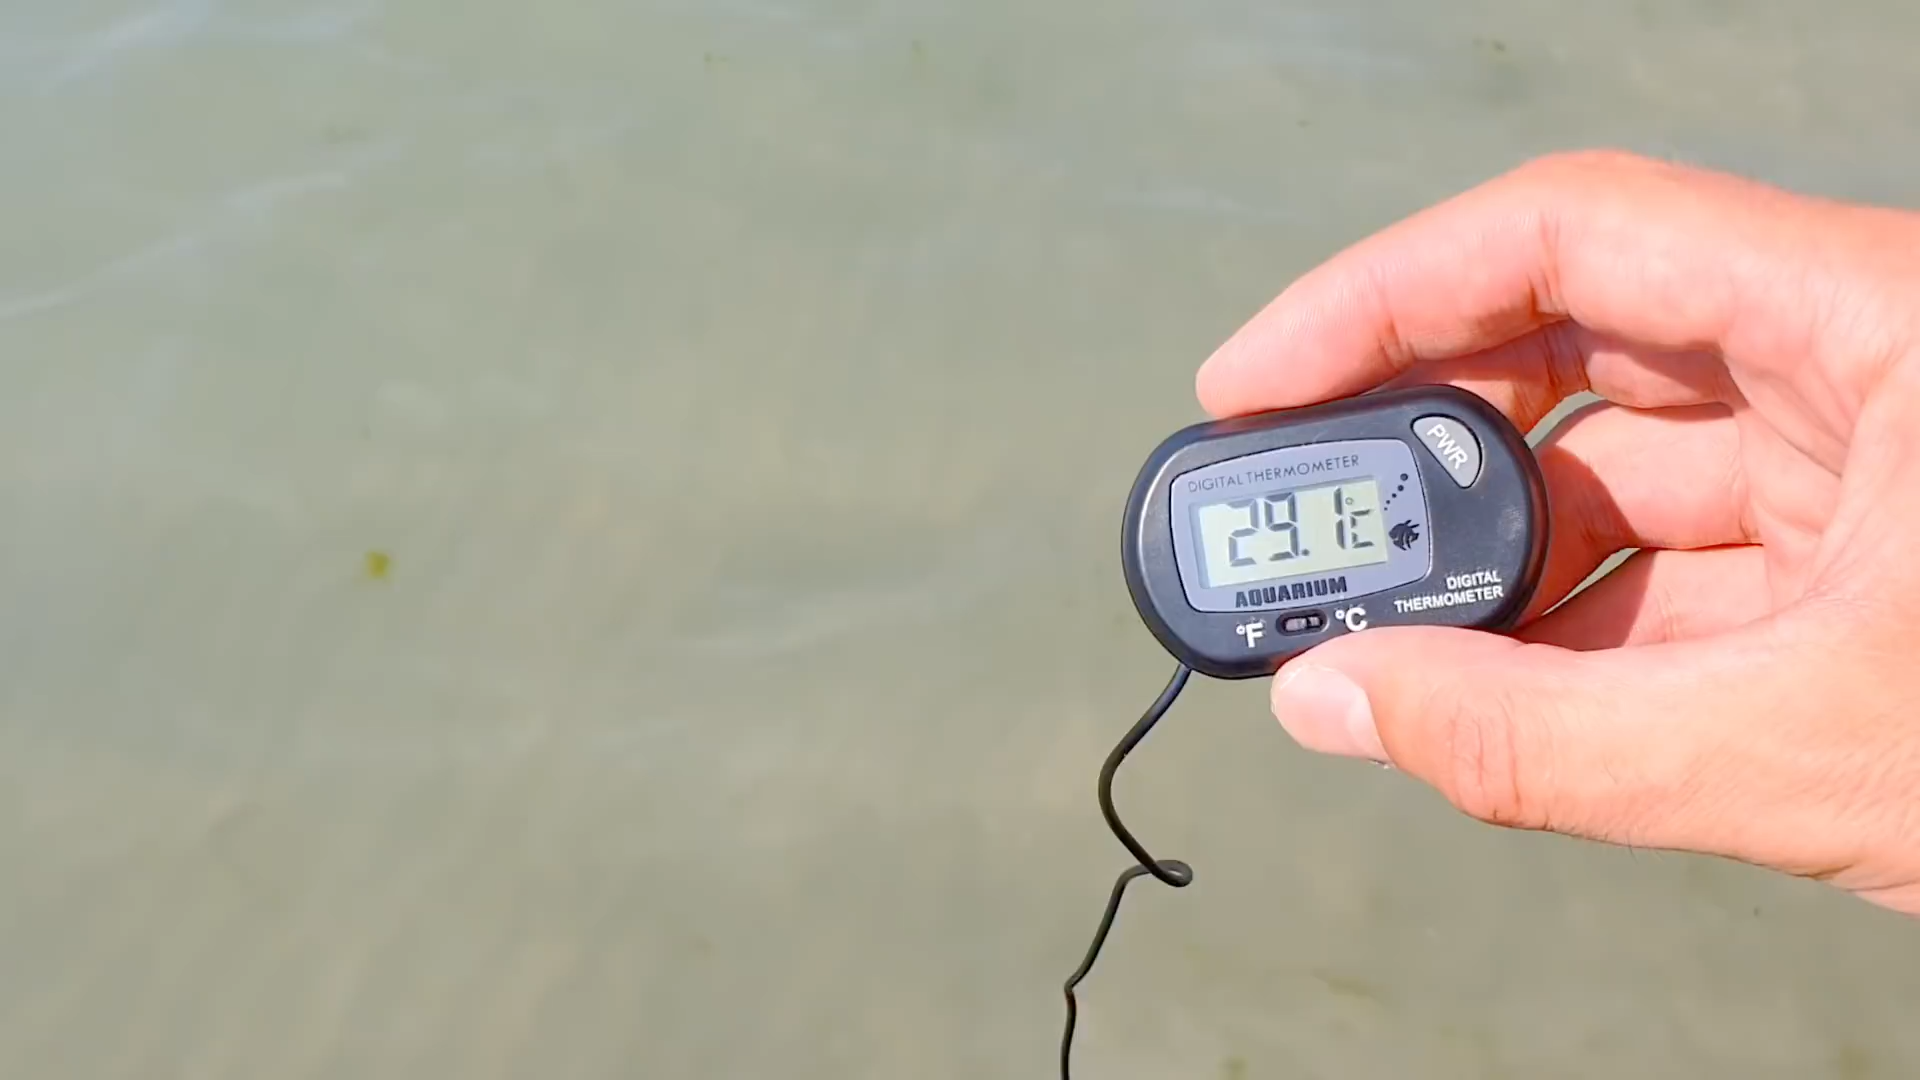 PWR
DIGITAL THERMOMETER
29.1°C
AQUARIUM
DIGITAL
THERMOMETER
°F °C